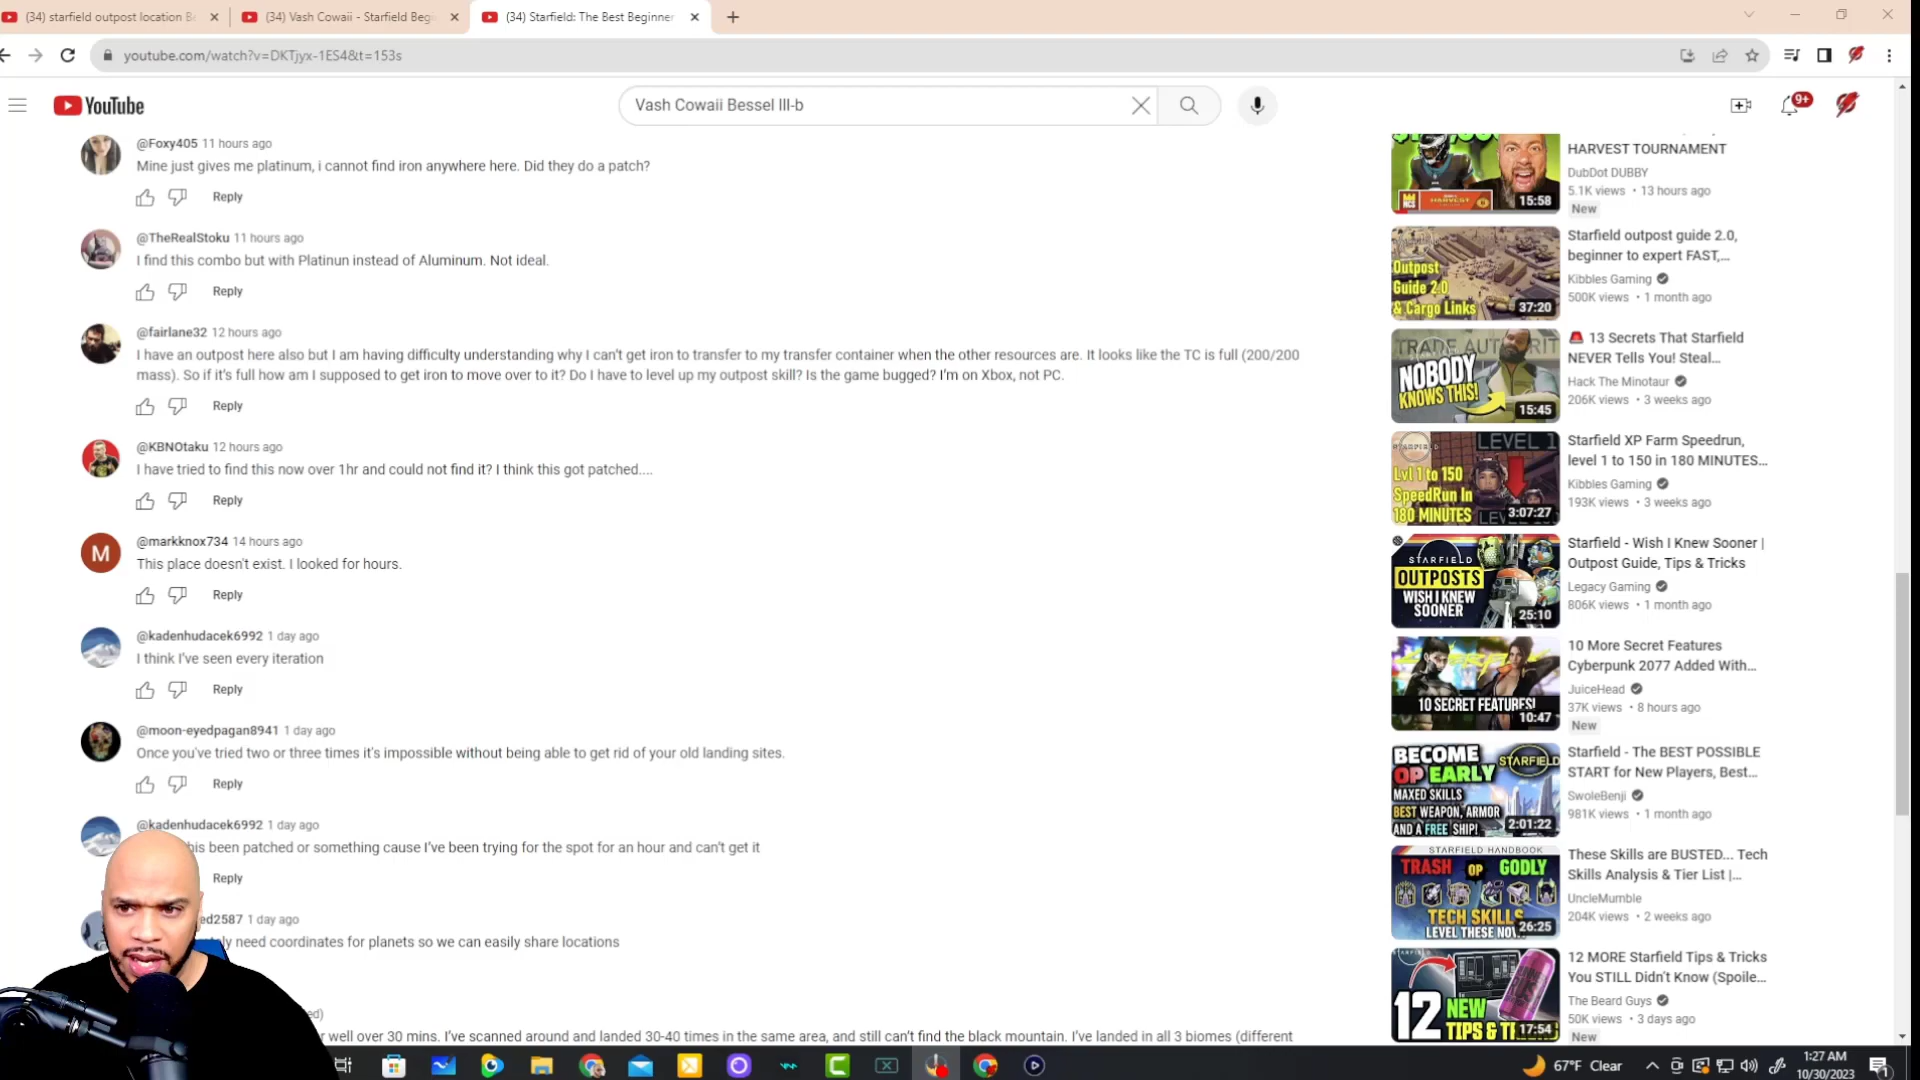 (34) starfield outpost location Be
(34) Vash Cowaii - Starfield Begi
(34) Starfield: The Best Beginner
youtube.com/watch?v=DKTjyx-1ES4&t=153s
YouTube
Vash Cowaii Bessel III-b
9+
@Foxy405 11 hours ago
Mine just gives me platinum, i cannot find iron anywhere here. Did they do a patch?
Reply
@TheRealStoku 11 hours ago
I find this combo but with Platinun instead of Aluminum. Not ideal.
Reply
@fairlane32 12 hours ago
I have an outpost here also but I am having difficulty understanding why I can't get iron to transfer to my transfer container when the other resources are. It looks like the TC is full (200/200
mass). So if it's full how am I supposed to get iron to move over to it? Do I have to level up my outpost skill? Is the game bugged? I'm on Xbox, not PC.
Reply
@KBNOtaku 12 hours ago
I have tried to find this now over 1hr and could not find it? I think this got patched....
Reply
M
@markknox734 14 hours ago
This place doesn't exist. I looked for hours.
Reply
@kadenhudacek6992 1 day ago
I think I've seen every iteration
Reply
@moon-eyedpagan8941 1 day ago
Once you've tried two or three times it's impossible without being able to get rid of your old landing sites.
Reply
@kadenhudacek6992 1 day ago
this been patched or something cause I've been trying for the spot for an hour and can't get it
Reply
ed2587 1 day ago
need coordinates for planets so we can easily share locations
well over 30 mins. I've scanned around and landed 30-40 times in the same area, and still can't find the black mountain. I've landed in all 3 biomes (different
15:58
HARVEST TOURNAMENT
DubDot DUBBY
5.1K views • 13 hours ago
New
Outpost
Guide 2.0
& Cargo Links
37:20
Starfield outpost guide 2.0,
beginner to expert FAST,...
Kibbles Gaming
500K views • 1 month ago
NOBODY
KNOWS THIS!
15:45
13 Secrets That Starfield
NEVER Tells You! Steal...
Hack The Minotaur
206K views • 3 weeks ago
LEVEL 1
Lvl 1 to 150
SpeedRun In
180 MINUTES
3:07:27
Starfield XP Farm Speedrun,
level 1 to 150 in 180 MINUTES...
Kibbles Gaming
193K views • 3 weeks ago
STARFIELD
OUTPOSTS
WISH I KNEW
SOONER
25:10
Starfield - Wish I Knew Sooner |
Outpost Guide, Tips & Tricks
Legacy Gaming
806K views • 1 month ago
10 SECRET FEATURES!
10:47
10 More Secret Features
Cyberpunk 2077 Added With...
JuiceHead
37K views • 8 hours ago
New
BECOME
OP EARLY
STARFIELD
MAXED SKILLS
BEST WEAPON, ARMOR
AND A FREE SHIP!
2:01:22
Starfield - The BEST POSSIBLE
START for New Players, Best...
SwoleBenji
981K views • 1 month ago
STARFIELD HANDBOOK
TRASH OP GODLY
TECH SKILLS
LEVEL THESE NOW
26:25
These Skills are BUSTED... Tech
Skills Analysis & Tier List |...
UncleMumble
204K views • 2 weeks ago
12 NEW
TIPS &
17:54
12 MORE Starfield Tips & Tricks
You STILL Didn't Know (Spoile...
The Beard Guys
50K views • 3 days ago
New
67°F Clear
1:27 AM
10/30/2023